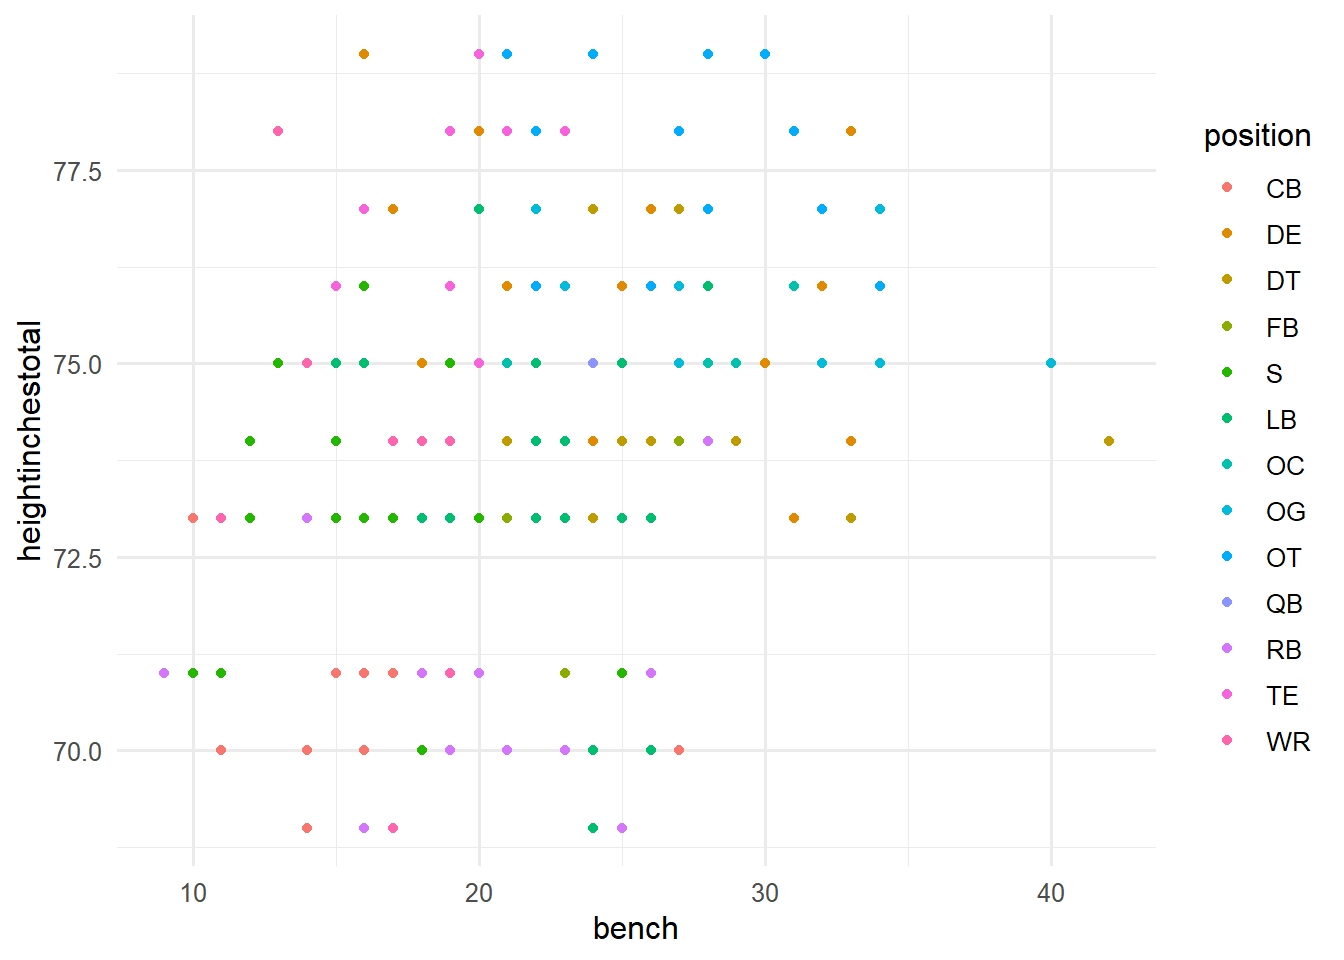 heightinchestotal
77.5
75.0
72.5
70.0
10 20 30 40
bench
position
CB
DE
DT
FB
S
LB
OC
OG
OT
QB
RB
TE
WR